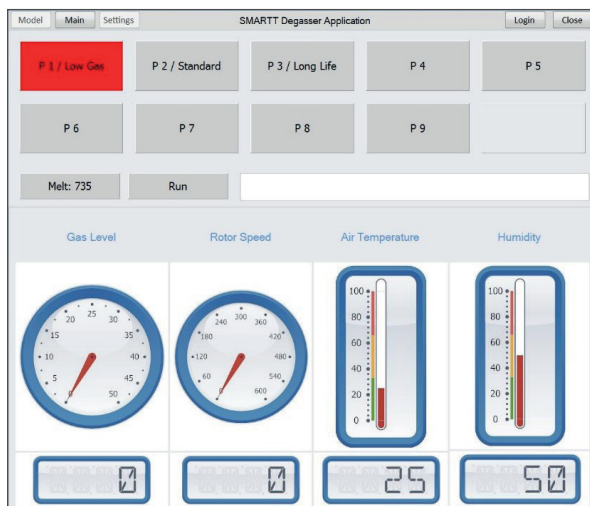 Model Main Settings SMARTT Degasser Application Login Close
P 1 / Low Gas P 2 / Standard P 3 / Long Life P 4 P 5
P 6 P 7 P 8 P 9
Melt: 735 Run
Gas Level Rotor Speed Air Temperature Humidity
0 5 10 15 20 25 30 35 40 45 50
0 60 120 180 240 300 360 420 480 540 600
100 80 60 40 20 0
100 80 60 40 20 0
0 0 25 50